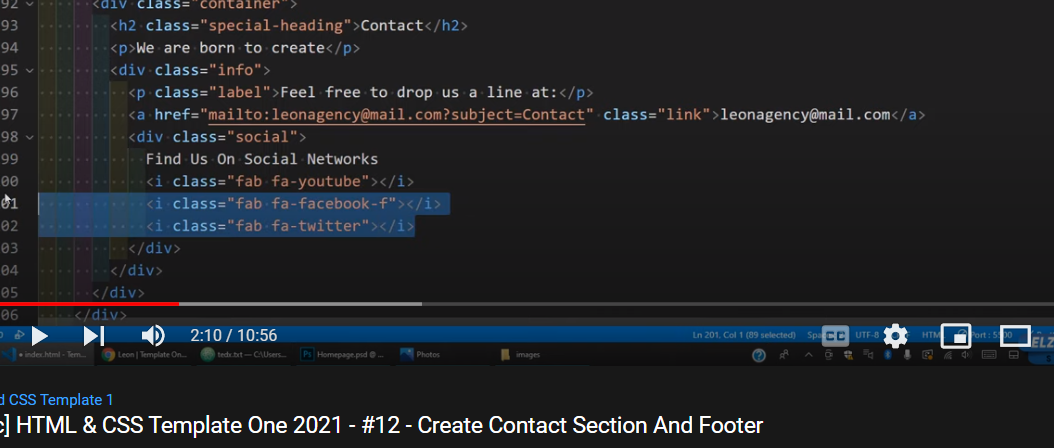 92 <div class="container">
93 <h2 class="special-heading">Contact</h2>
94 <p>We are born to create</p>
95 <div class="info">
96 <p class="label">Feel free to drop us a line at:</p>
97 <a href="mailto:leonagency@mail.com?subject=Contact" class="link">leonagency@mail.com</a>
98 <div class="social">
99 Find Us On Social Networks
00 <i class="fab fa-youtube"></i>
01 <i class="fab fa-facebook-f"></i>
02 <i class="fab fa-twitter"></i>
03 </div>
04 </div>
05 </div>
06 </div>
2:10 / 10:56
Ln 201, Col 1 (89 selected) UTF-8 HTM Port : 5500
CC
index.html - Tem... Leon | Template On... tedc.txt — C:\Users... Ps Homepage.psd @ ... Photos images ELZ
d CSS Template 1
c] HTML & CSS Template One 2021 - #12 - Create Contact Section And Footer